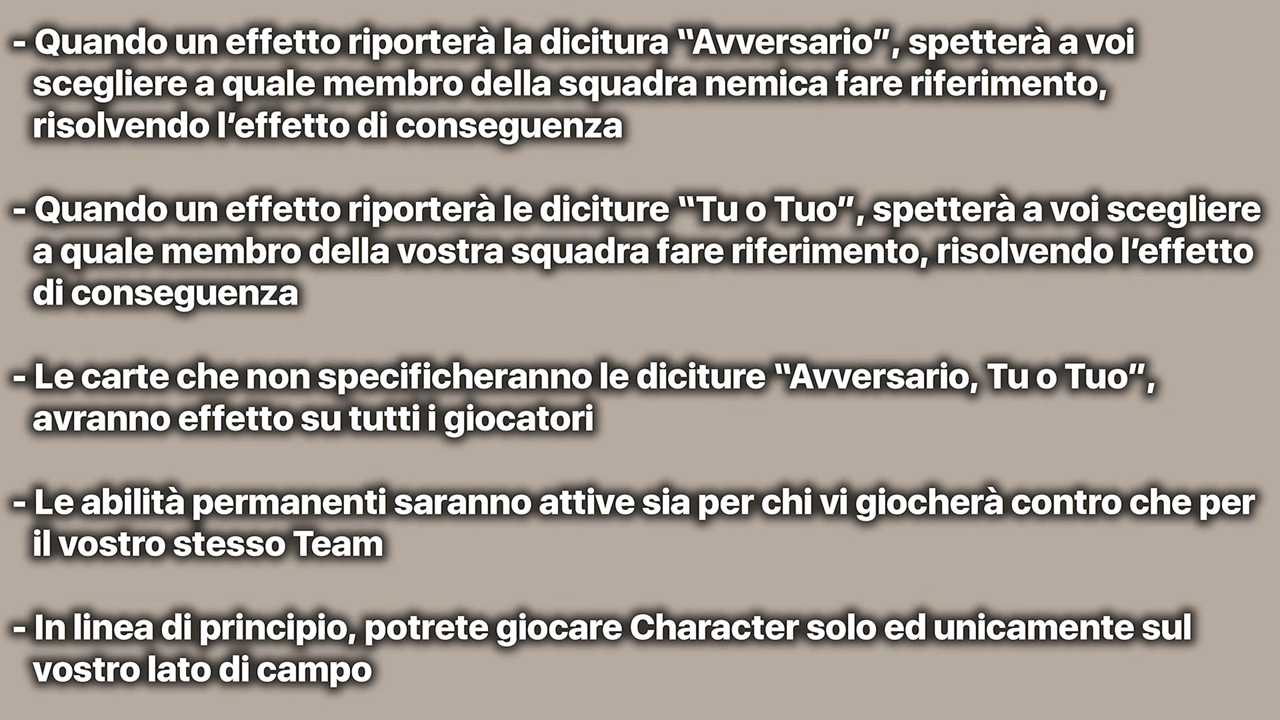 - Quando un effetto riporterà la dicitura “Avversario”, spetterà a voi
scegliere a quale membro della squadra nemica fare riferimento,
risolvendo l’effetto di conseguenza
- Quando un effetto riporterà le diciture “Tu o Tuo”, spetterà a voi scegliere
a quale membro della vostra squadra fare riferimento, risolvendo l’effetto
di conseguenza
- Le carte che non specificheranno le diciture “Avversario, Tu o Tuo”,
avranno effetto su tutti i giocatori
- Le abilità permanenti saranno attive sia per chi vi giocherà contro che per
il vostro stesso Team
- In linea di principio, potrete giocare Character solo ed unicamente sul
vostro lato di campo